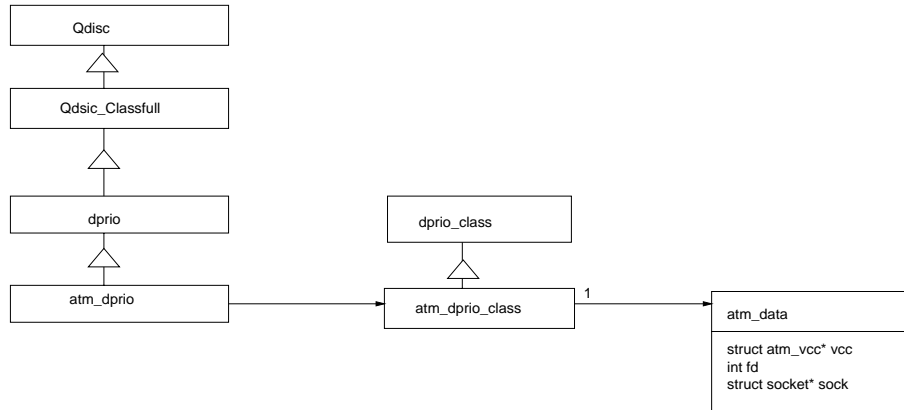 Qdisc
Qdsic_Classfull
dprio
dprio_class
atm_dprio
atm_dprio_class
1
atm_data
struct atm_vcc* vcc
int fd
struct socket* sock